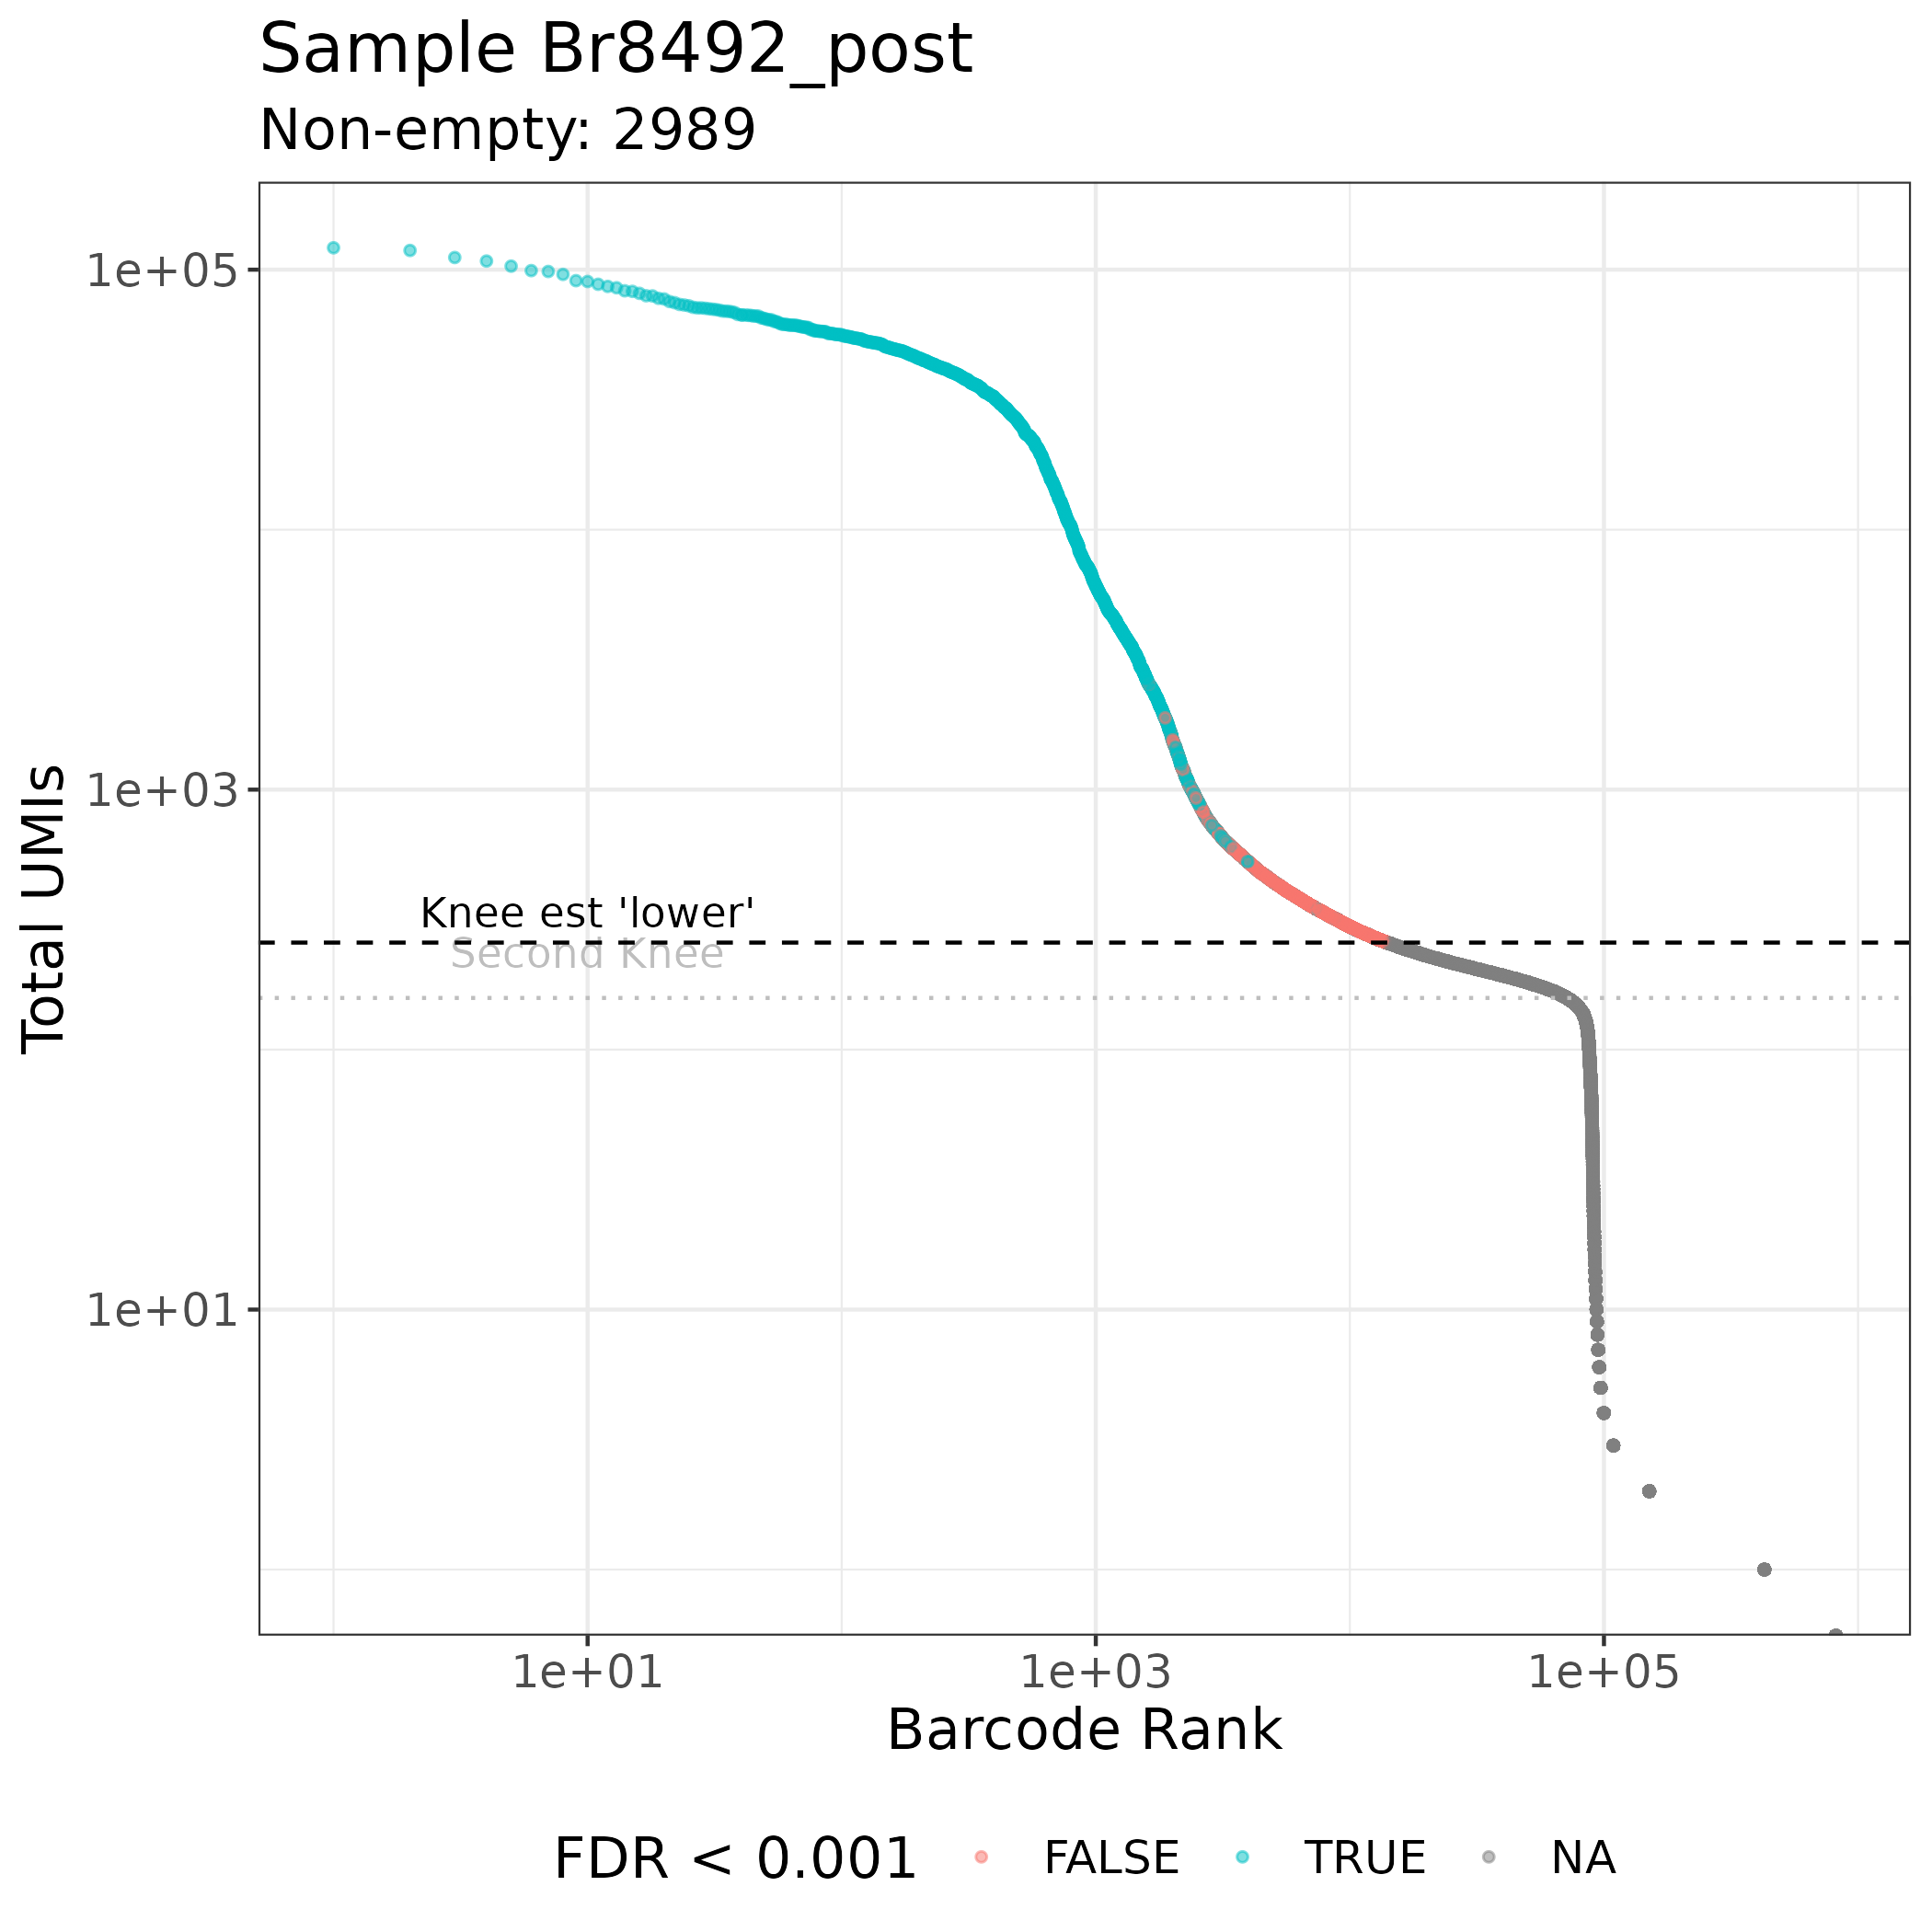 Sample Br8492_post
Non-empty: 2989
1e+05
1e+03
1e+01
Total UMIs
Knee est 'lower'
Second Knee
1e+01 1e+03 1e+05
Barcode Rank
FDR < 0.001 FALSE TRUE NA